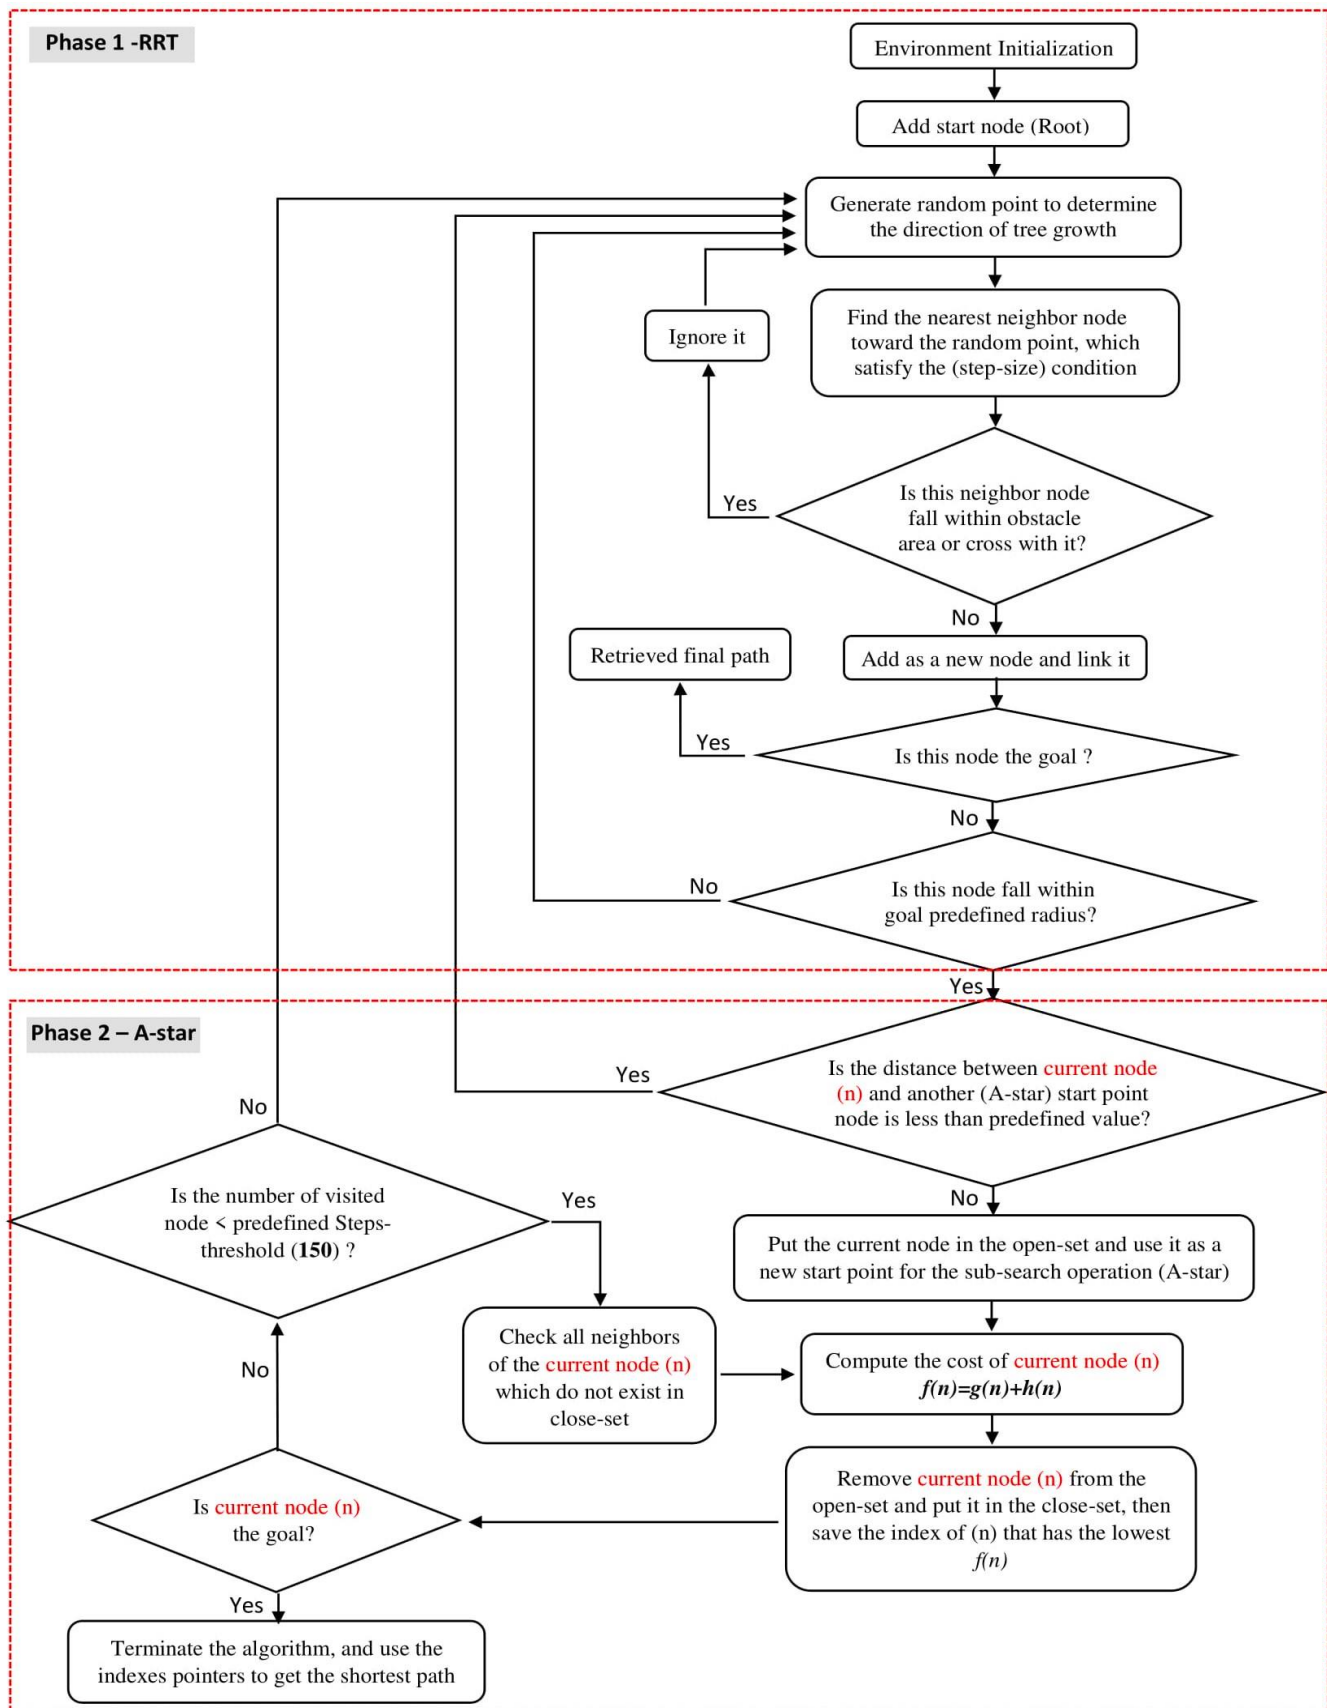 Phase 1 -RRT
Environment Initialization
Add start node (Root)
Generate random point to determine
the direction of tree growth
Find the nearest neighbor node
toward the random point, which
satisfy the (step-size) condition
Ignore it
Is this neighbor node
fall within obstacle
area or cross with it?
Yes
No
Retrieved final path
Add as a new node and link it
Is this node the goal ?
Yes
No
Is this node fall within
goal predefined radius?
No
Yes
Phase 2 – A-star
Is the distance between current node
(n) and another (A-star) start point
node is less than predefined value?
Yes
No
No
Is the number of visited
node < predefined Steps-
threshold (150) ?
Yes
Put the current node in the open-set and use it as a
new start point for the sub-search operation (A-star)
Check all neighbors
of the current node (n)
which do not exist in
close-set
Compute the cost of current node (n)
f(n)=g(n)+h(n)
No
Remove current node (n) from the
open-set and put it in the close-set, then
save the index of (n) that has the lowest
f(n)
Is current node (n)
the goal?
Yes
Terminate the algorithm, and use the
indexes pointers to get the shortest path